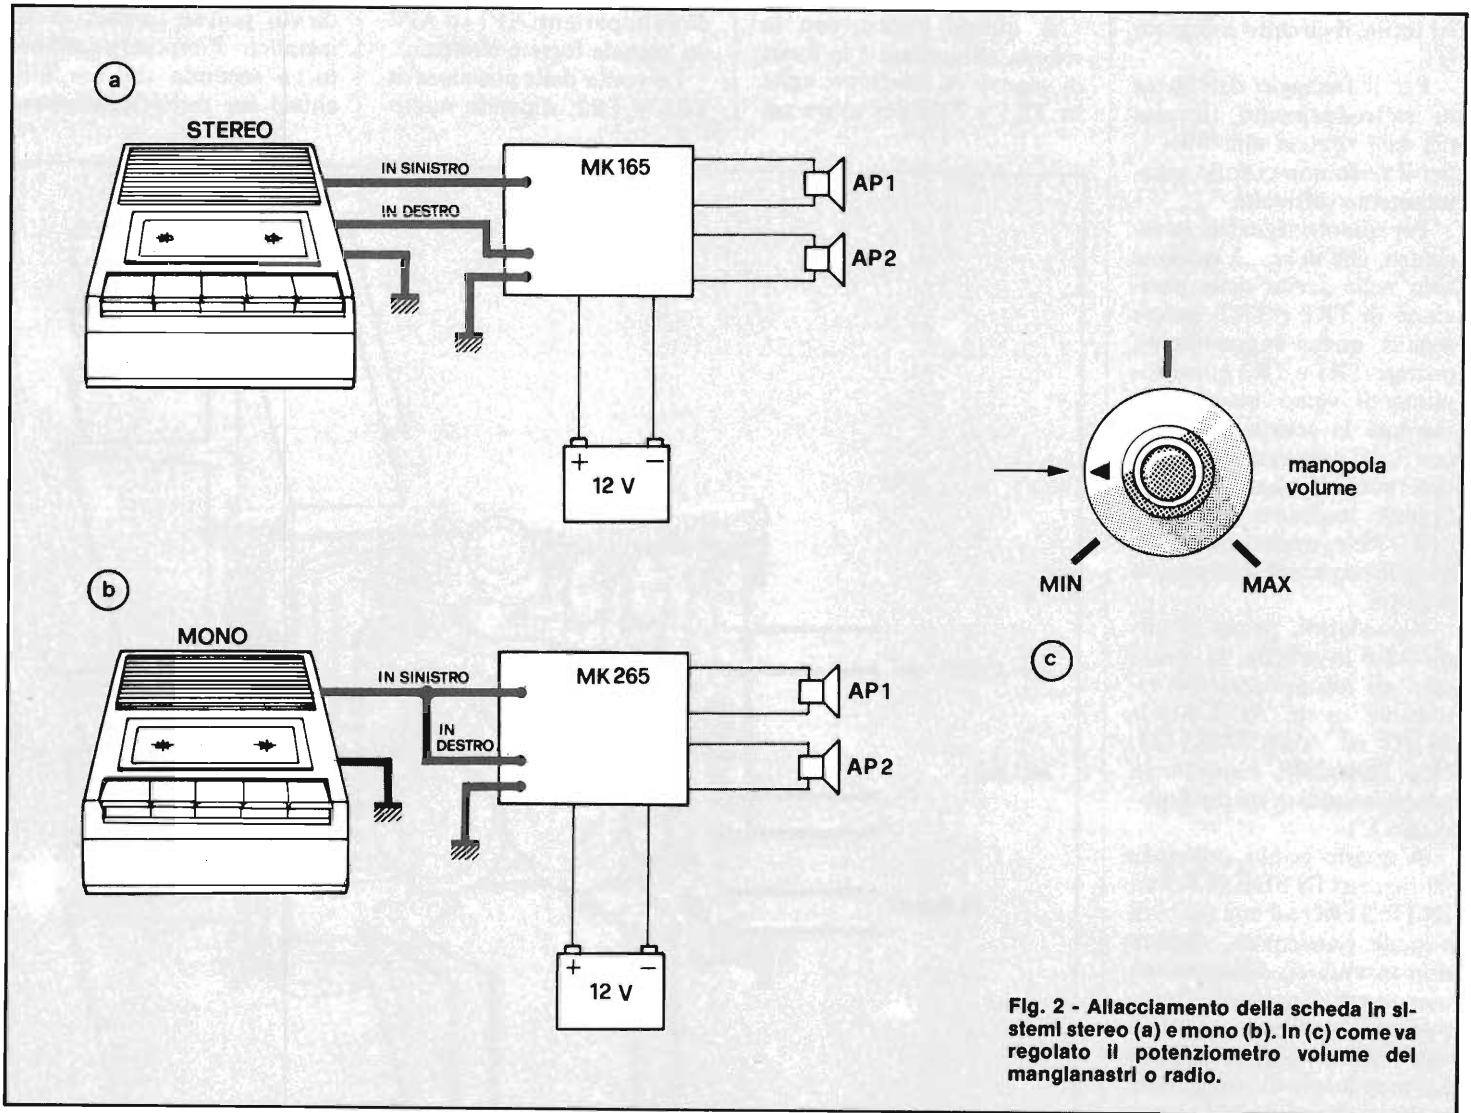 a
STEREO
IN SINISTRO
MK165
AP1
IN DESTRO
AP2
+ −
12 V
manopola
volume
MIN
MAX
b
MONO
c
IN SINISTRO
MK265
AP1
IN
DESTRO
AP2
+ −
12 V
Fig. 2 - Allacciamento della scheda in si-
stemi stereo (a) e mono (b). In (c) come va
regolato il potenziometro volume del
mangianastri o radio.